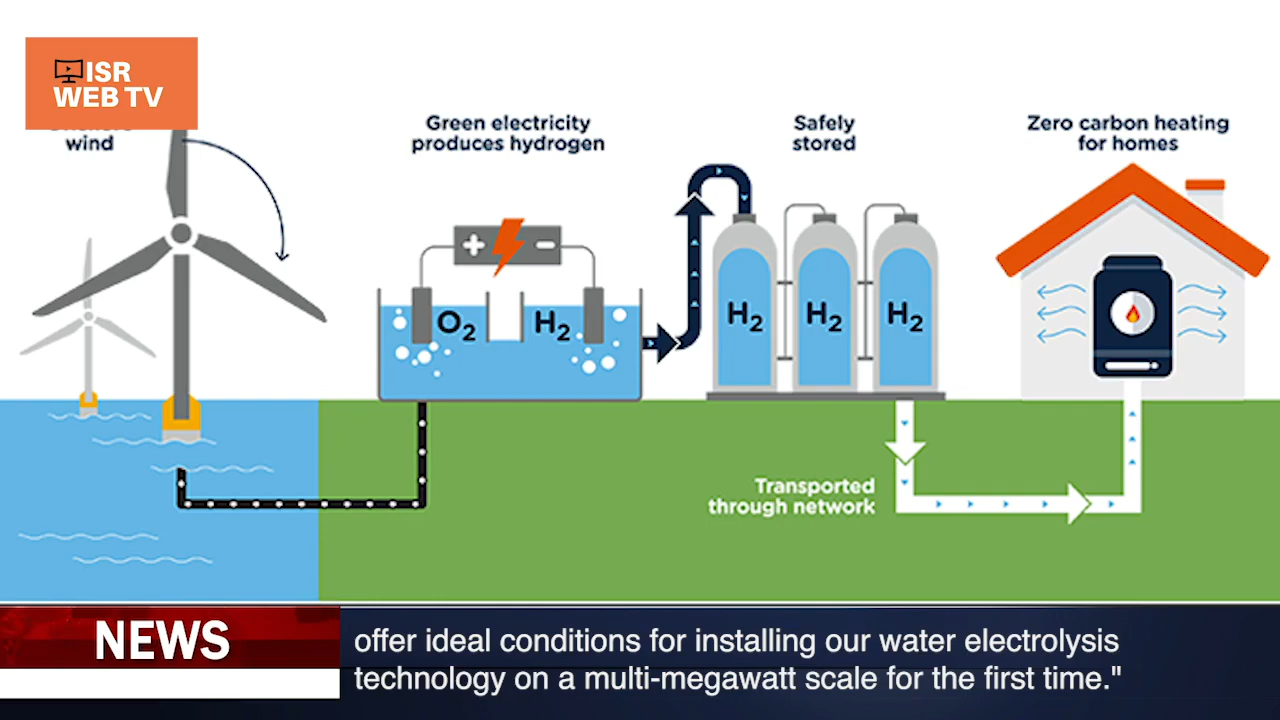 ISR
WEB TV
wind
Green electricity
produces hydrogen
Safely
stored
Zero carbon heating
for homes
+
-
O2
H2
H2
H2
H2
Transported
through network
NEWS
offer ideal conditions for installing our water electrolysis
technology on a multi-megawatt scale for the first time."